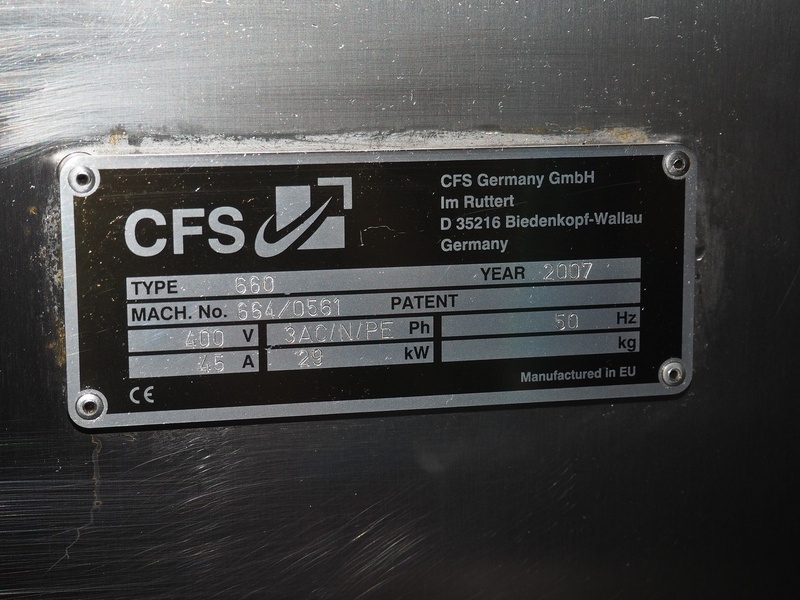 CFS
CFS Germany GmbH
Im Ruttert
D 35216 Biedenkopf-Wallau
Germany
TYPE 660 YEAR 2007
MACH. No. 664/0561 PATENT
400 V 3AC/N/PE Ph 50 Hz
45 A 29 kW kg
CE Manufactured in EU